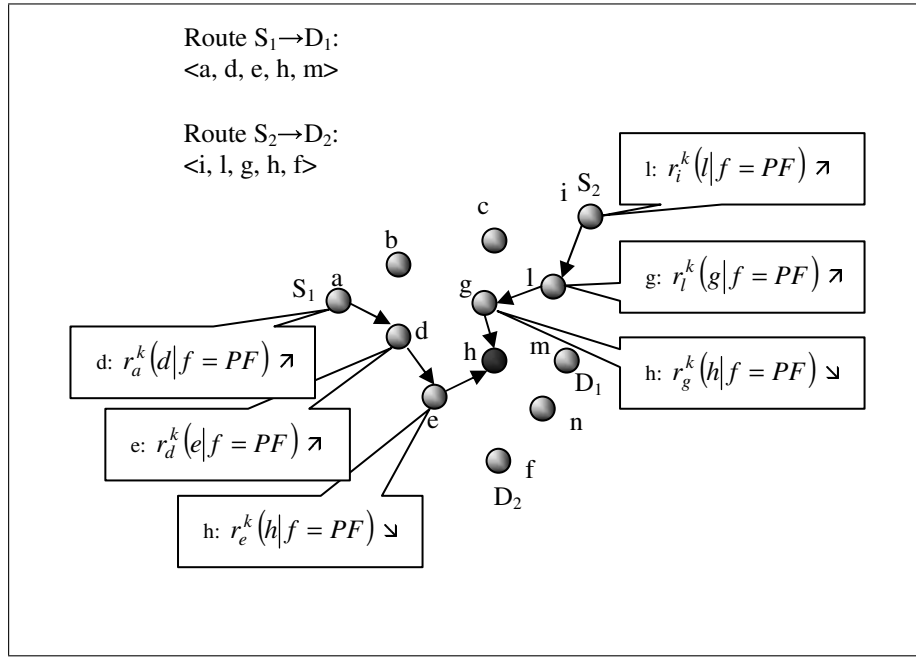 Route S₁→D₁:
<a, d, e, h, m>
Route S₂→D₂:
<i, l, g, h, f>
l: r_i^k(l|f = PF) ↗
i S₂
c
b
g: r_l^k(g|f = PF) ↗
l
g
S₁ a
d
h
m
D₁
d: r_a^k(d|f = PF) ↗
h: r_g^k(h|f = PF) ↘
e
n
e: r_d^k(e|f = PF) ↗
f
D₂
h: r_e^k(h|f = PF) ↘